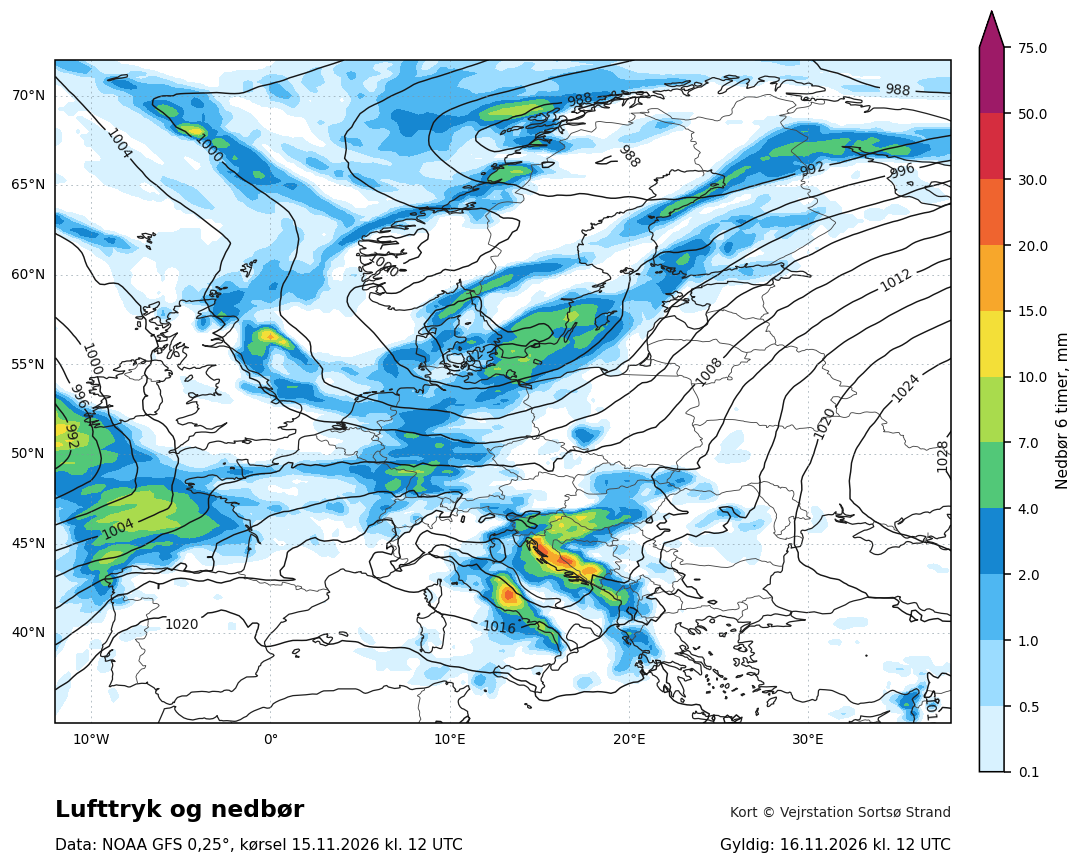 70°N
65°N
60°N
55°N
50°N
45°N
40°N
10°W
0°
10°E
20°E
30°E
1004
1000
988
988
988
992
996
1000
1012
1000
996
992
992
1008
1024
1020
1028
1004
1020
1016
101
75.0
50.0
30.0
20.0
15.0
10.0
7.0
4.0
2.0
1.0
0.5
0.1
Nedbør 6 timer, mm
Lufttryk og nedbør
Kort © Vejrstation Sortsø Strand
Data: NOAA GFS 0,25°, kørsel 15.11.2026 kl. 12 UTC
Gyldig: 16.11.2026 kl. 12 UTC